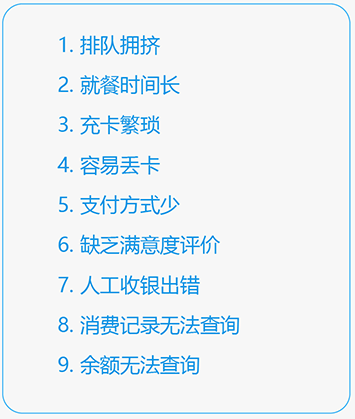 1. 排队拥挤
2. 就餐时间长
3. 充卡繁琐
4. 容易丢卡
5. 支付方式少
6. 缺乏满意度评价
7. 人工收银出错
8. 消费记录无法查询
9. 余额无法查询